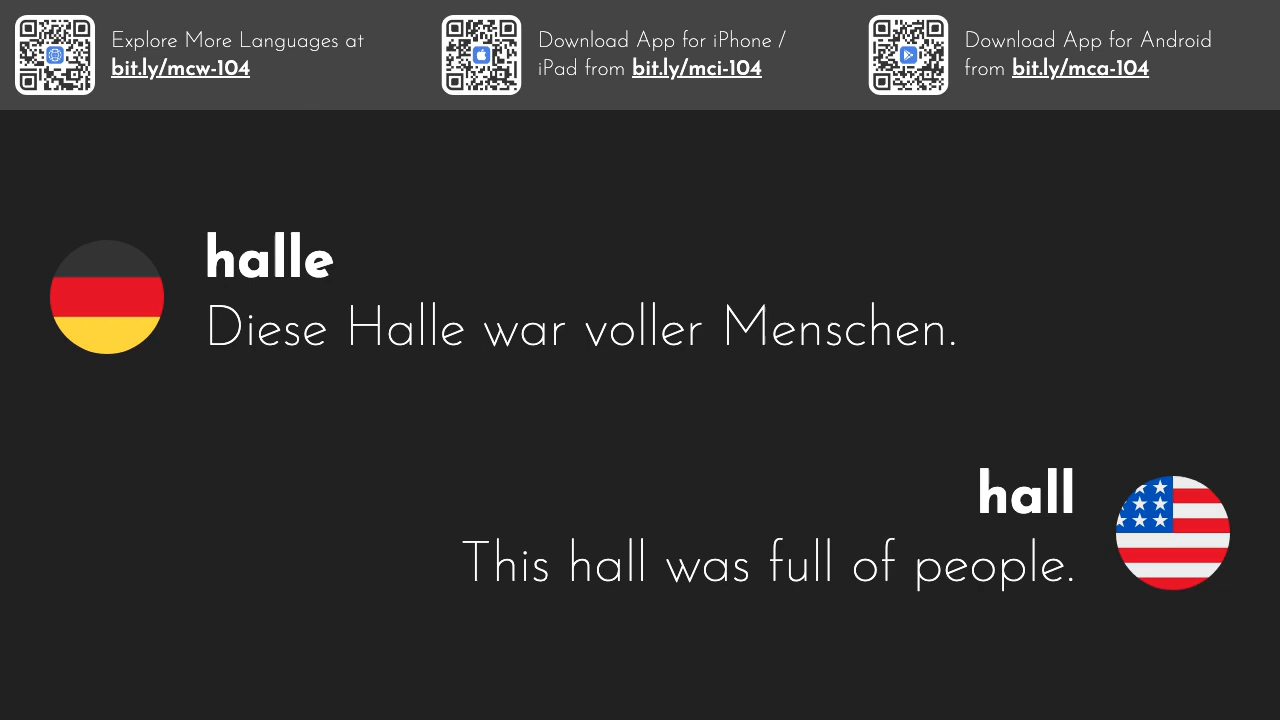 Explore More Languages at
bit.ly/mcw-104
Download App for iPhone /
iPad from bit.ly/mci-104
Download App for Android
from bit.ly/mca-104
halle
Diese Halle war voller Menschen.
hall
This hall was full of people.